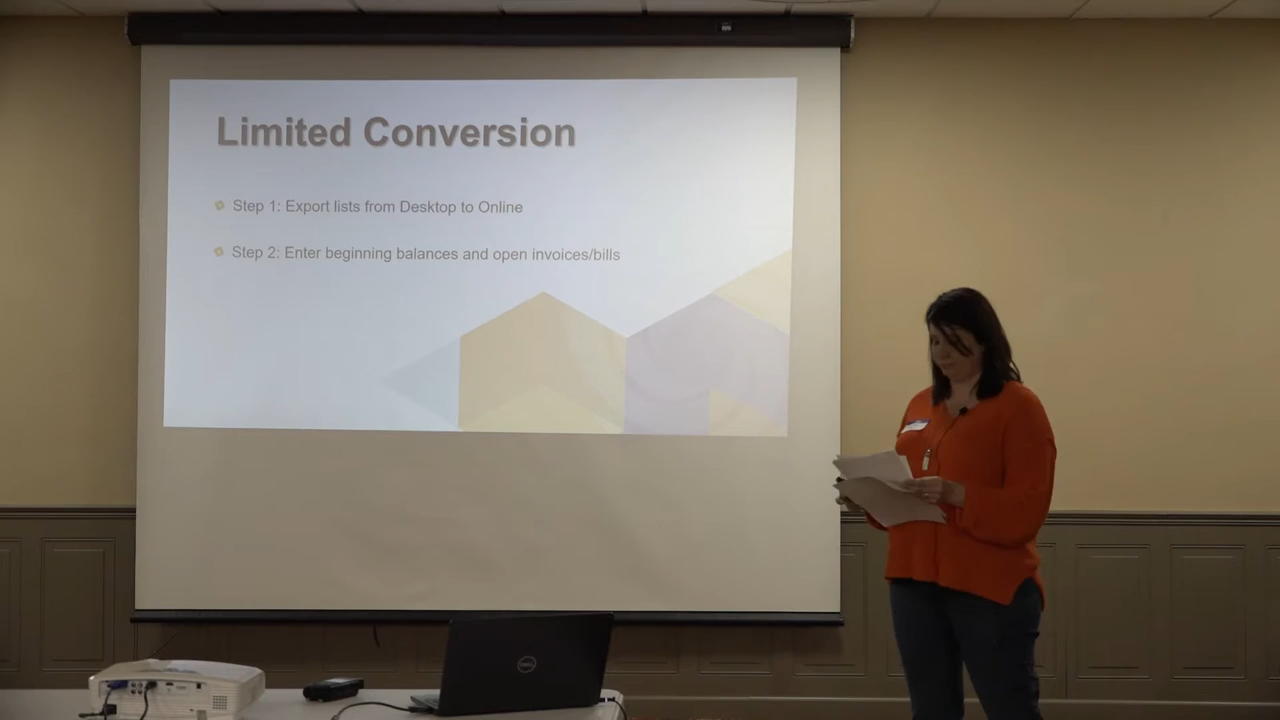 Limited Conversion
Step 1: Export lists from Desktop to Online
Step 2: Enter beginning balances and open invoices/bills
DELL